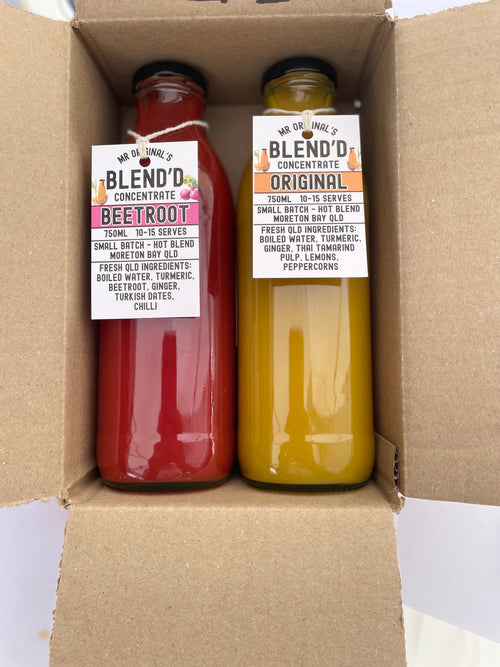 MR ORIGINAL'S
BLEND'D
CONCENTRATE
BEETROOT
750ML 10-15 SERVES
SMALL BATCH - HOT BLEND
MORETON BAY QLD
FRESH QLD INGREDIENTS:
BOILED WATER, TURMERIC,
BEETROOT, GINGER,
TURKISH DATES,
CHILLI
MR ORIGINAL'S
BLEND'D
CONCENTRATE
ORIGINAL
750ML 10-15 SERVES
SMALL BATCH - HOT BLEND
MORETON BAY QLD
FRESH QLD INGREDIENTS:
BOILED WATER, TURMERIC,
GINGER, THAI TAMARIND
PULP, LEMONS,
PEPPERCORNS